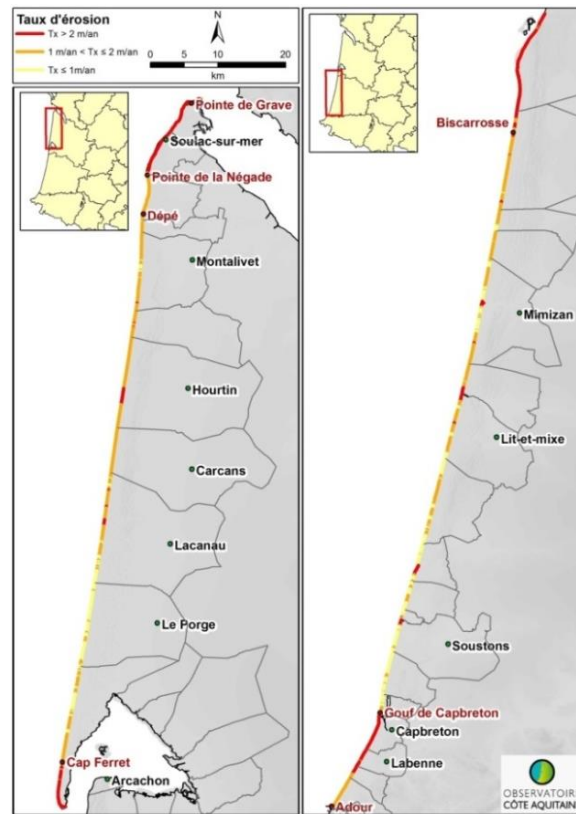 Taux d'érosion
Tx > 2 m/an
1 m/an < Tx ≤ 2 m/an
Tx ≤ 1m/an
N
0 5 10 20
km
Pointe de Grave
Soulac-sur-mer
Pointe de la Négade
Dépé
Montalivet
Hourtin
Carcans
Lacanau
Le Porge
Cap Ferret
Arcachon
Biscarrosse
Mimizan
Lit-et-mixe
Soustons
Gouf de Capbreton
Capbreton
Labenne
Adour
OBSERVATOIRE
CÔTE AQUITAINE